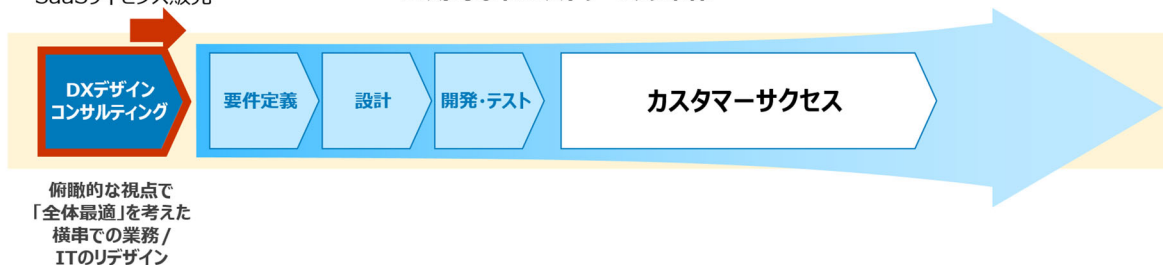 DXデザイン
コンサルティング
要件定義
設計
開発・テスト
カスタマーサクセス
俯瞰的な視点で
「全体最適」を考えた
横串での業務/
ITのリデザイン